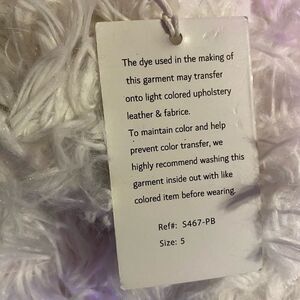 The dye used in the making of
this garment may transfer
onto light colored upholstery
leather & fabrice.
To maintain color and help
prevent color transfer, we
highly recommend washing this
garment inside out with like
colored item before wearing.
Ref#: S467-PB
Size: 5